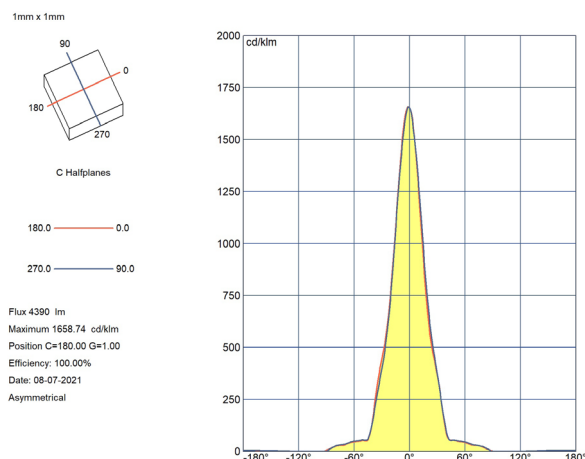 1mm x 1mm
90
0
180
270
C Halfplanes
180.0 0.0
270.0 90.0
Flux 4390 lm
Maximum 1658.74 cd/klm
Position C=180.00 G=1.00
Efficiency: 100.00%
Date: 08-07-2021
Asymmetrical
2000
cd/klm
1750
1500
1250
1000
750
500
250
0
-180° -120° -60° 0° 60° 120° 180°